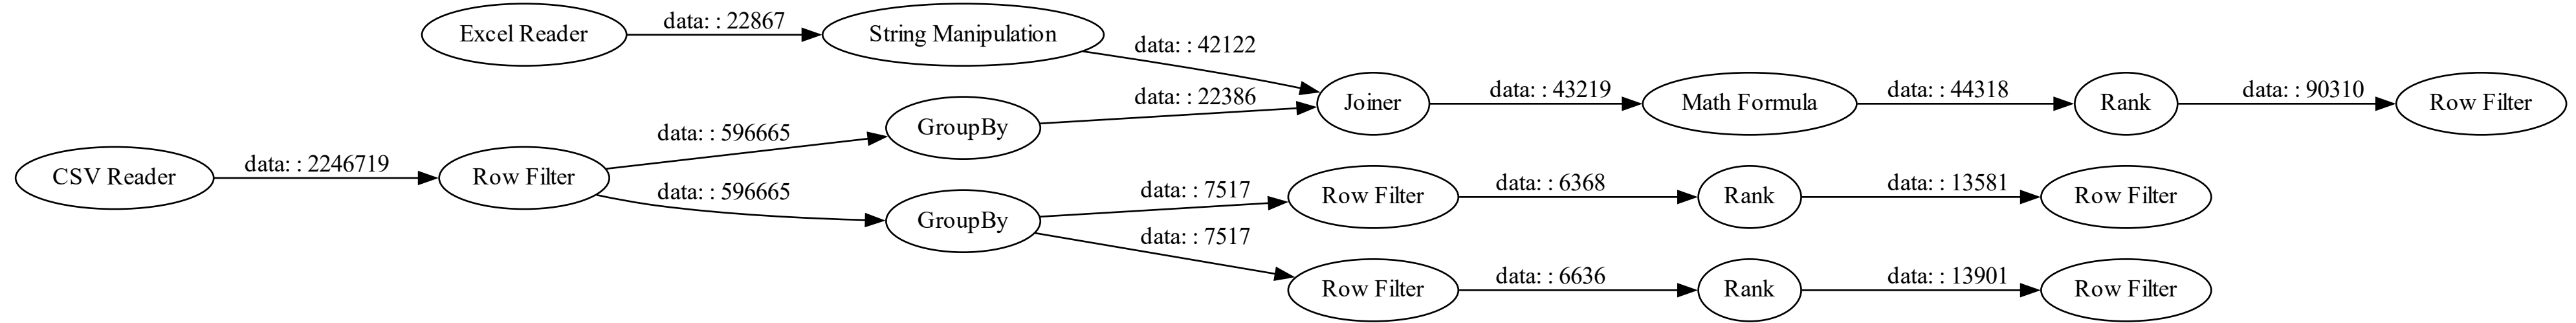 Excel Reader
data: : 22867
String Manipulation
data: : 42122
CSV Reader
data: : 2246719
Row Filter
data: : 596665
GroupBy
data: : 22386
Joiner
data: : 43219
Math Formula
data: : 44318
Rank
data: : 90310
Row Filter
data: : 596665
GroupBy
data: : 7517
Row Filter
data: : 6368
Rank
data: : 13581
Row Filter
data: : 7517
Row Filter
data: : 6636
Rank
data: : 13901
Row Filter